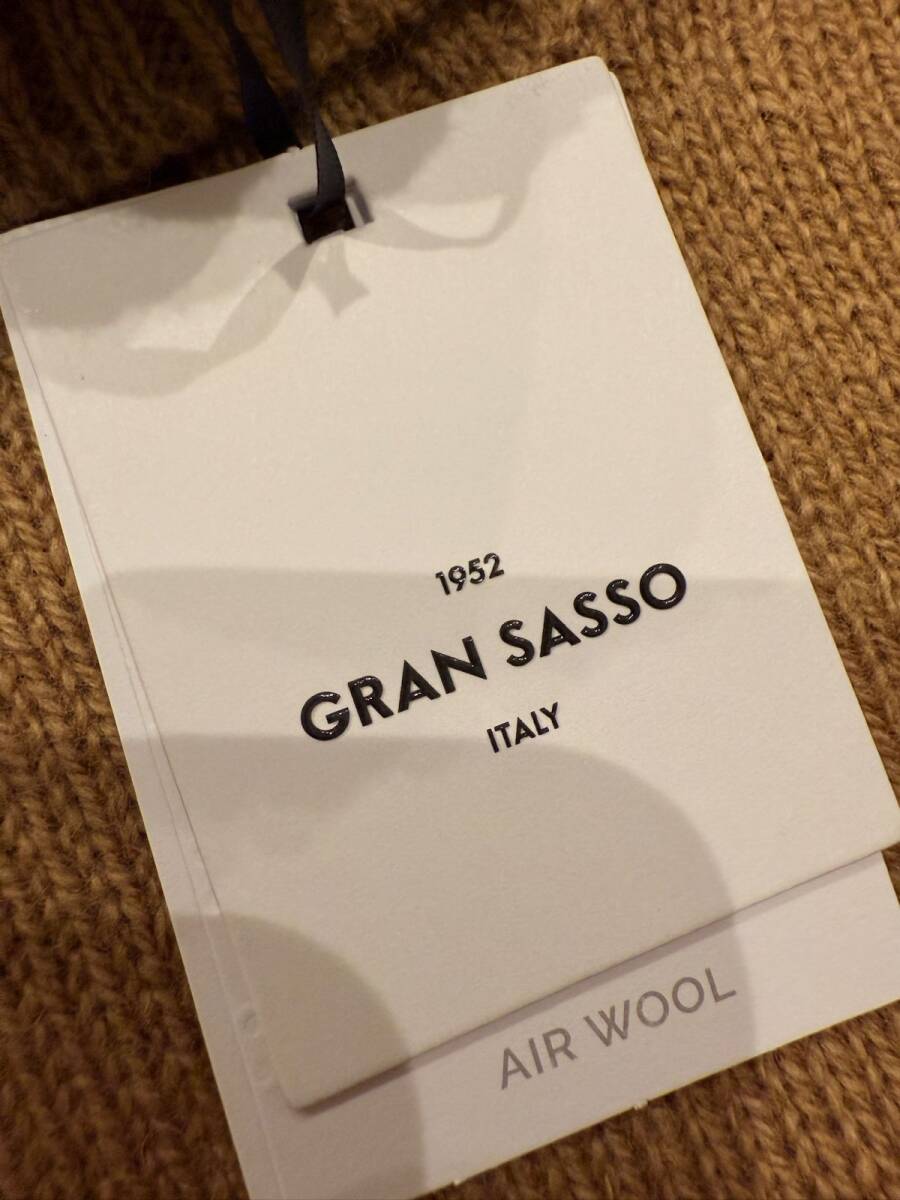 1952
GRAN SASSO
ITALY
AIR WOOL